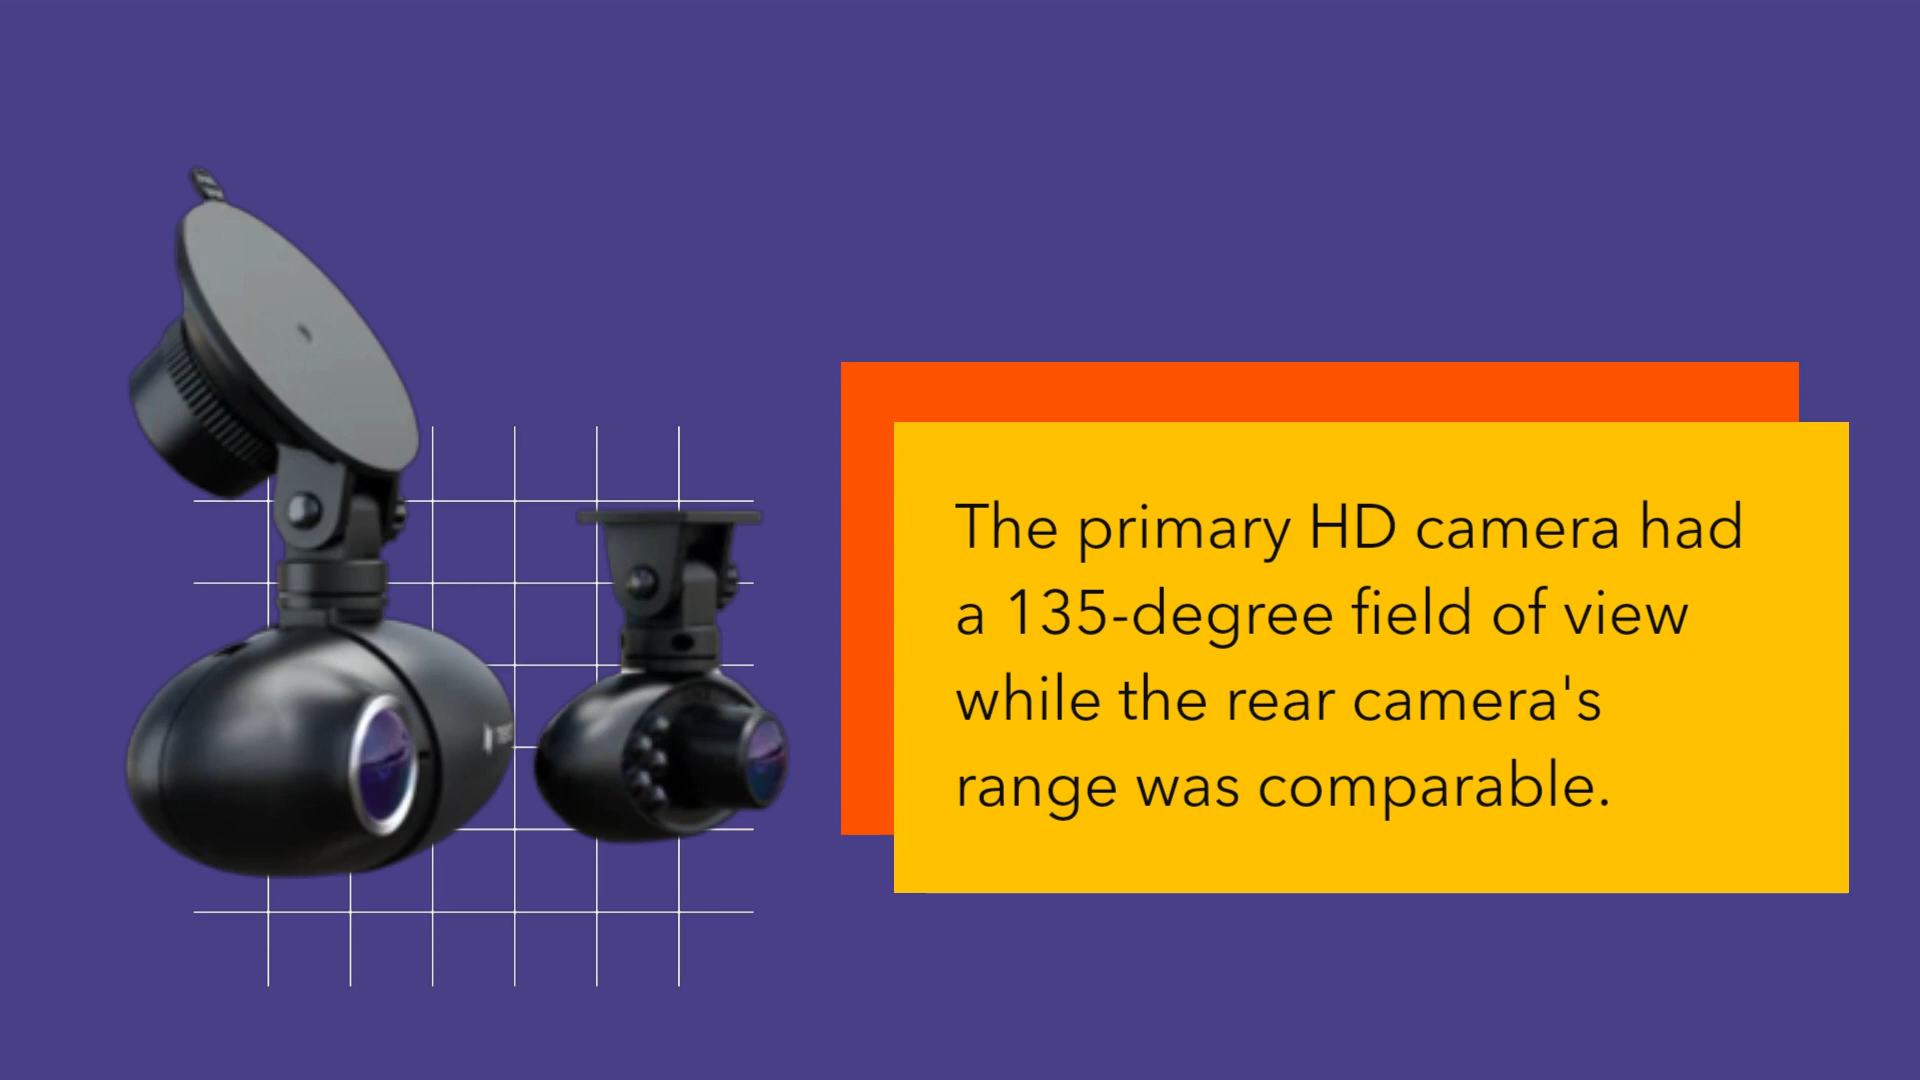 The primary HD camera had
a 135-degree field of view
while the rear camera's
range was comparable.